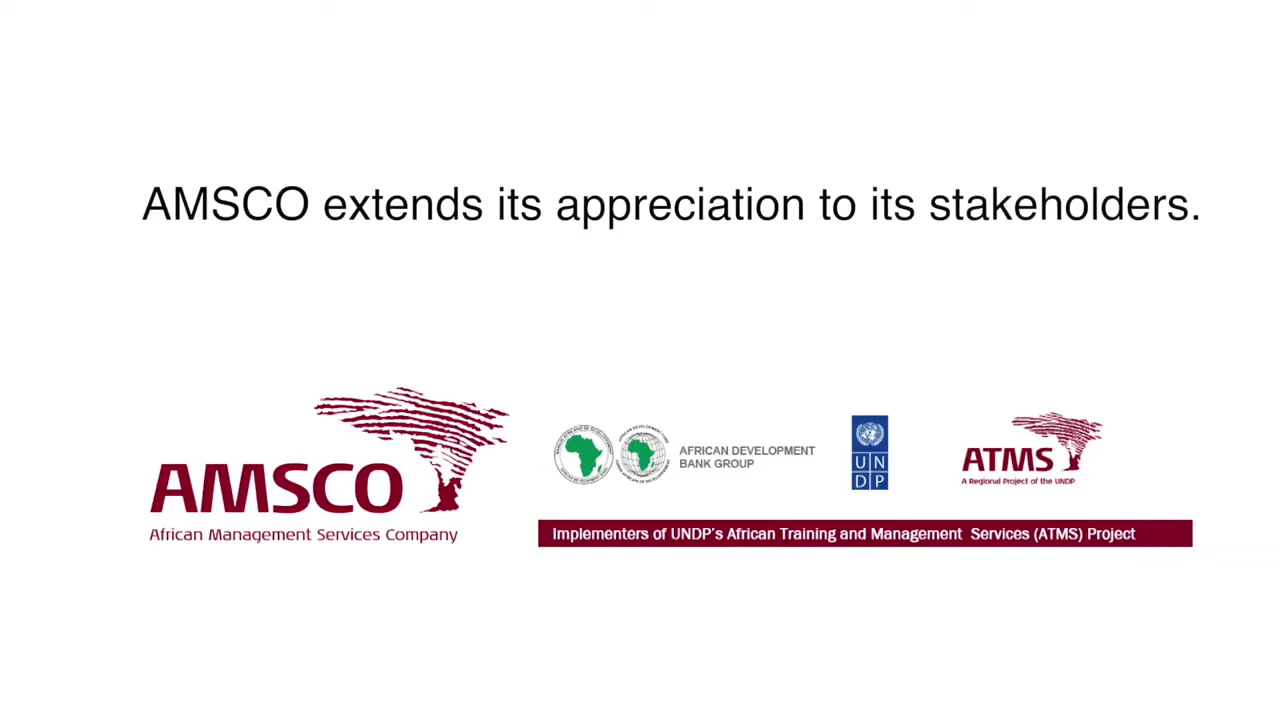 AMSCO extends its appreciation to its stakeholders.
AMSCO
African Management Services Company
AFRICAN DEVELOPMENT
BANK GROUP
UN
DP
ATMS
A Regional Project of the UNDP
Implementers of UNDP's African Training and Management Services (ATMS) Project